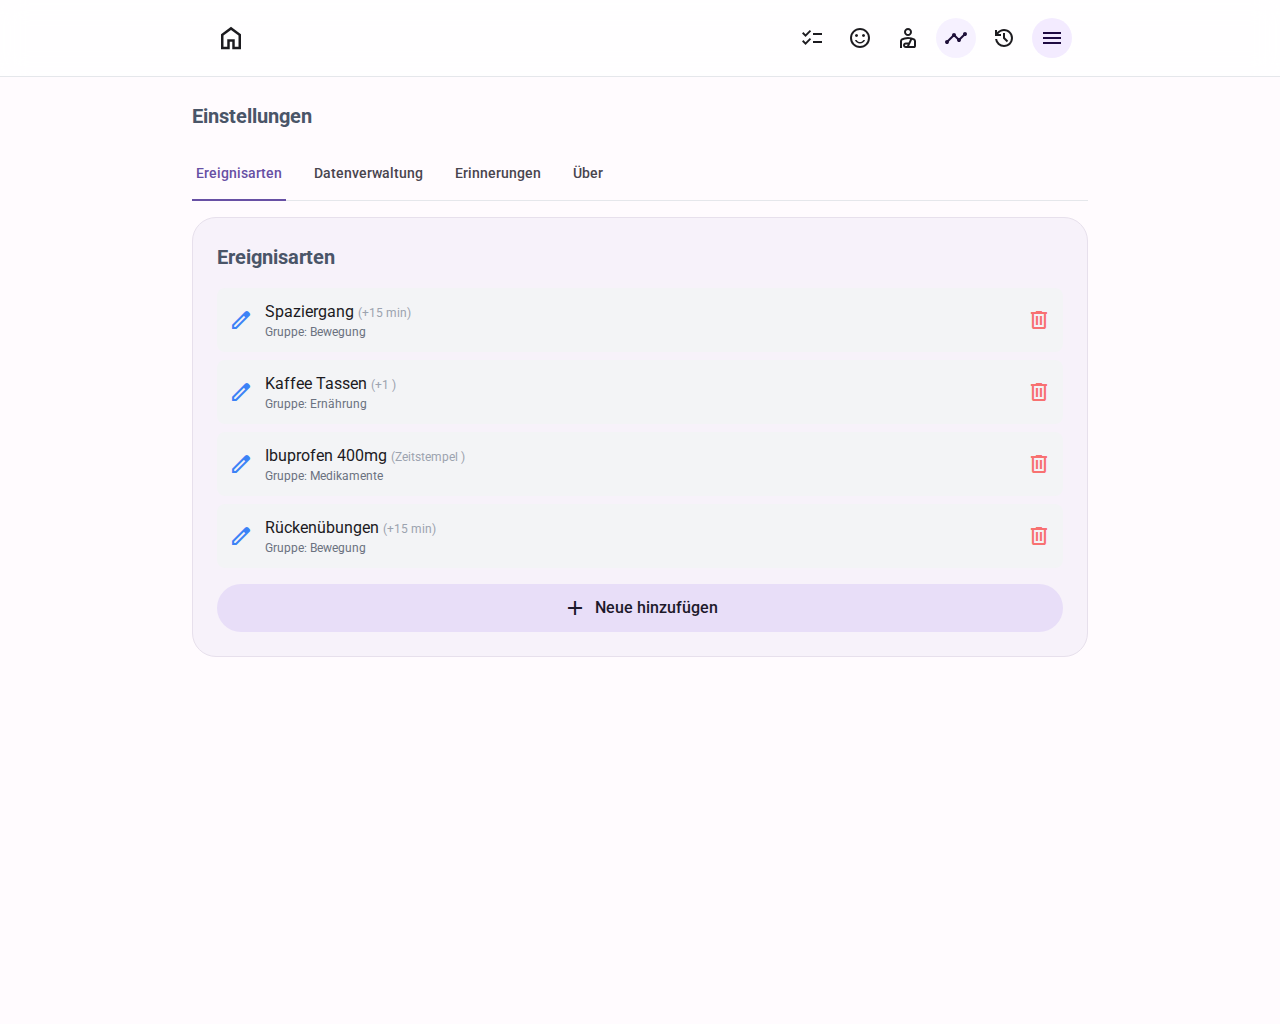 Einstellungen
Ereignisarten Datenverwaltung Erinnerungen Über
Ereignisarten
Spaziergang (+15 min)
Gruppe: Bewegung
Kaffee Tassen (+1 )
Gruppe: Ernährung
Ibuprofen 400mg (Zeitstempel )
Gruppe: Medikamente
Rückenübungen (+15 min)
Gruppe: Bewegung
Neue hinzufügen